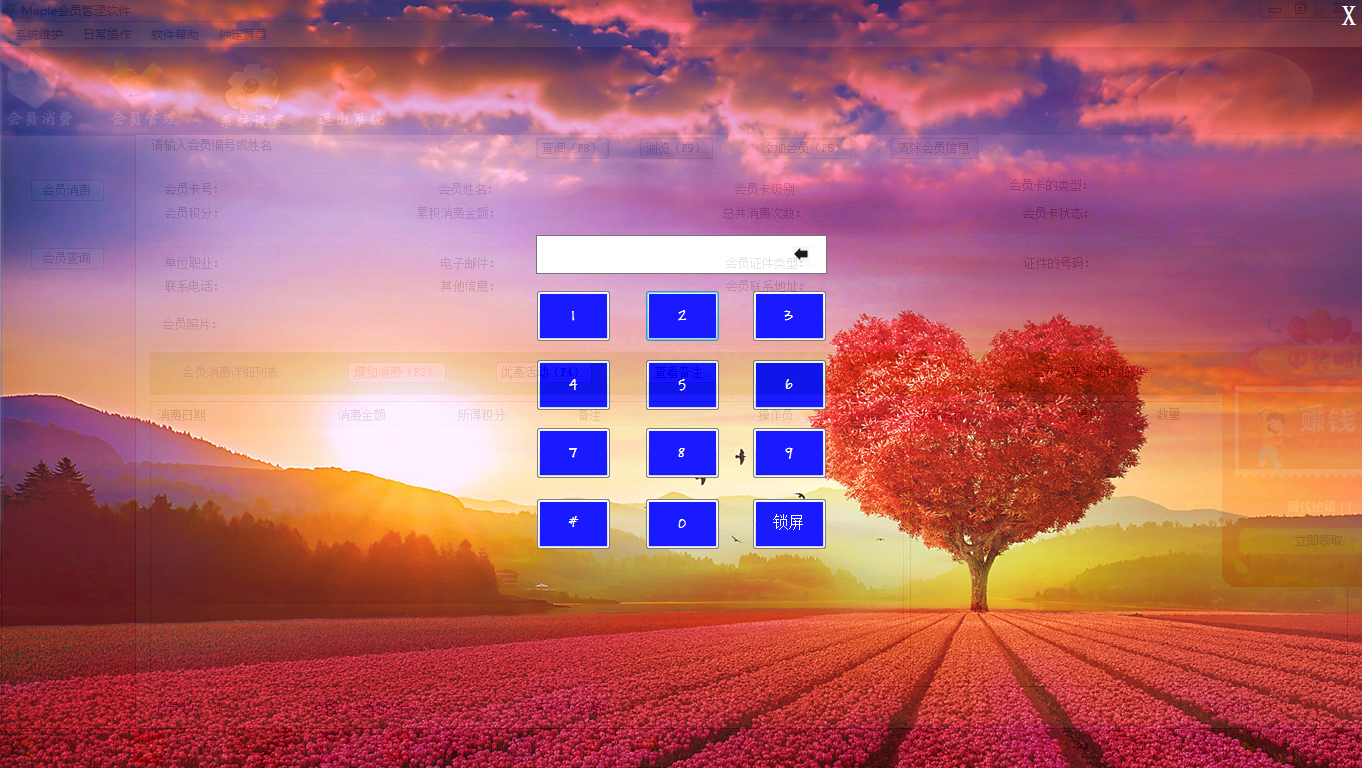 Maple会员管理软件
X
系统维护 日常操作 软件帮助 锁定屏幕
会员消费 会员管理 系统设置 退出系统
请输入会员编号或姓名 查询（F8） 浏览（F9） 添加会员（F5） 清除会员信息
会员消费
会员卡号： 会员姓名： 会员卡级别 会员卡的类型：
会员积分： 累积消费金额： 总共消费次数： 会员卡状态：
会员查询
单位职业： 电子邮件： 会员证件类型： 证件的号码：
联系电话： 其他信息： 会员联系地址：
会员照片：
1 2 3
会员消费详细列表 增加消费（F2） 优惠活动（F4） 查看备注
4 5 6
消费日期 消费金额 所得积分 备注 操作员 数量
赚钱
7 8 9
# 0 锁屏
立即领取